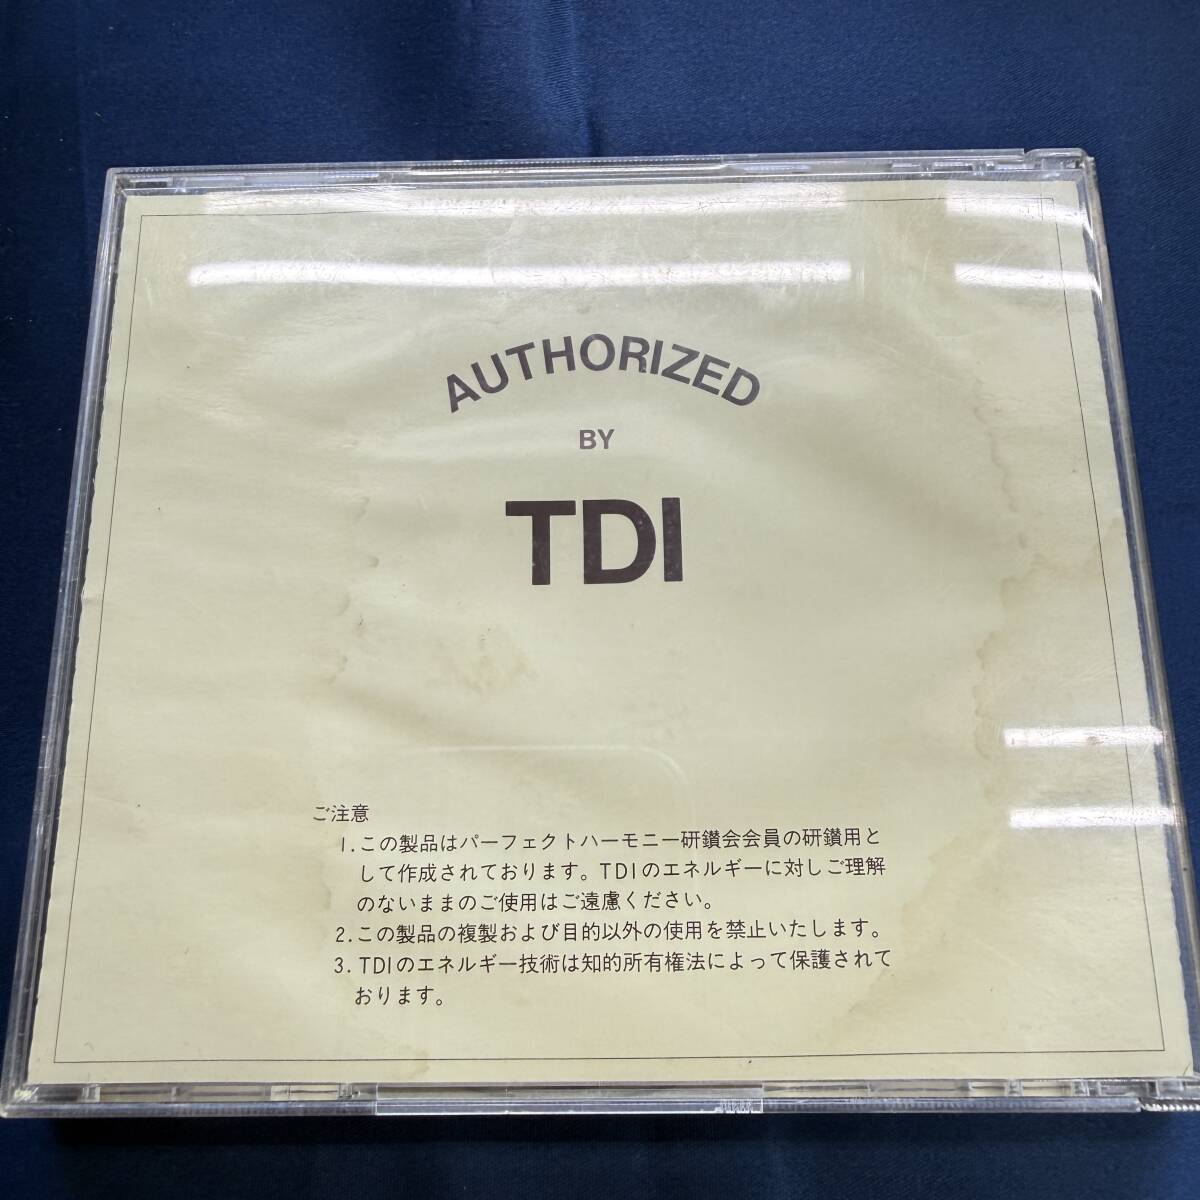 AUTHORIZED
BY
TDI
ご注意
1.この製品はパーフェクトハーモニー研鑚会会員の研鑚用と
して作成されております。TDIのエネルギーに対しご理解
のないままのご使用はご遠慮ください。
2.この製品の複製および目的以外の使用を禁止いたします。
3.TDIのエネルギー技術は知的所有権法によって保護されて
おります。